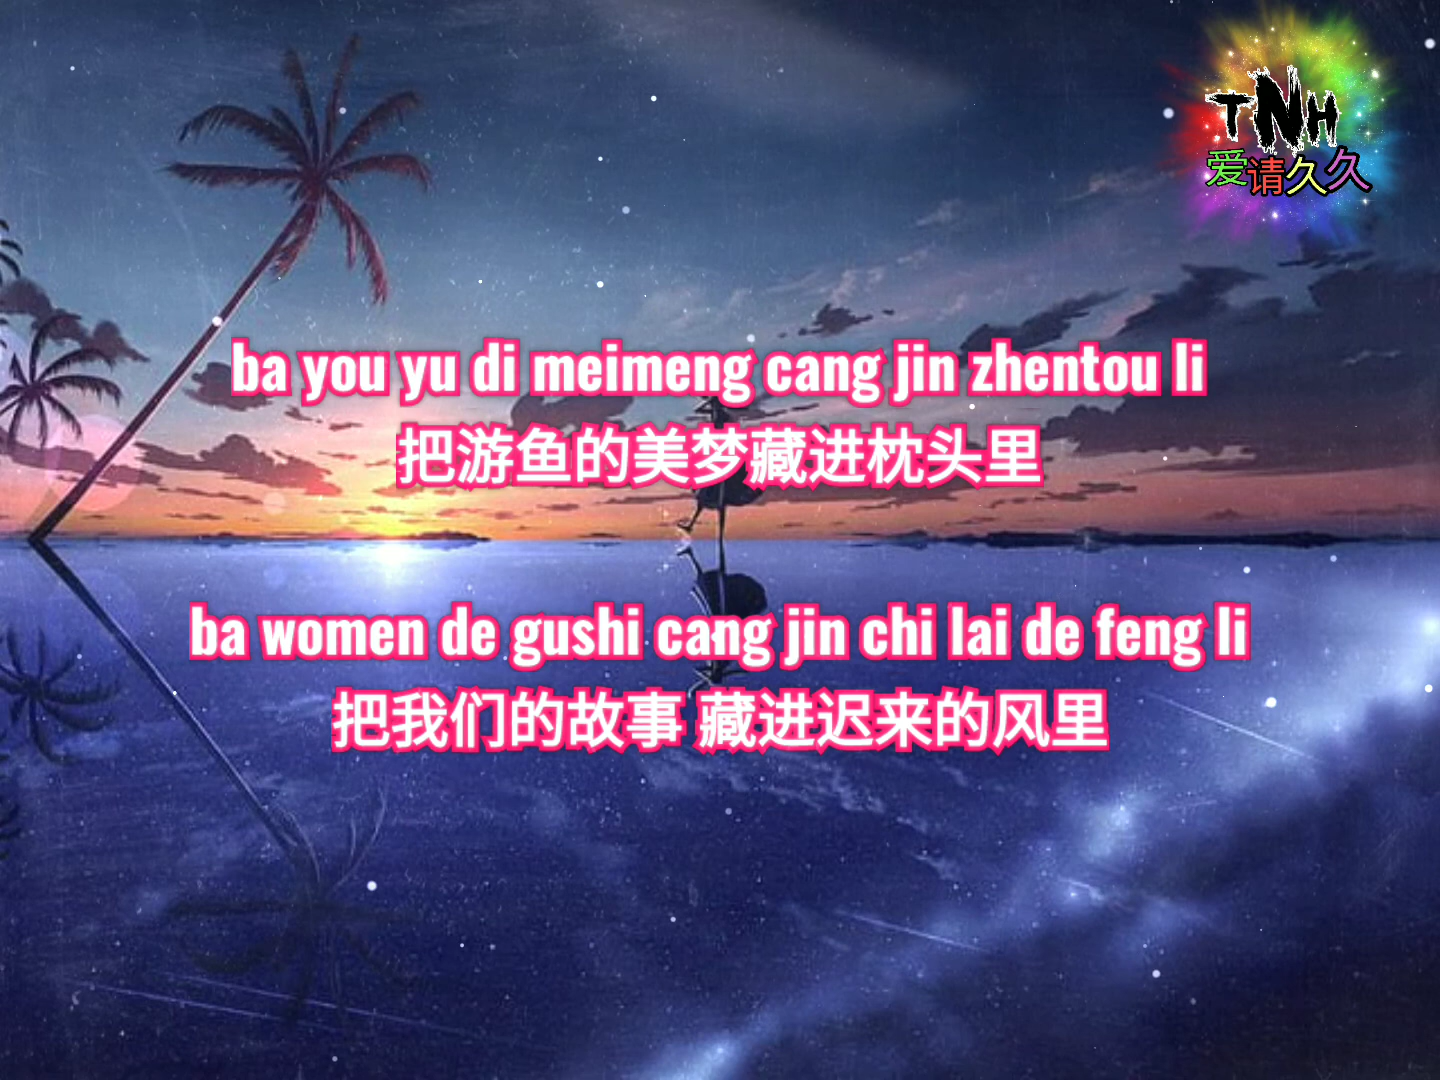 TNH
爱请久久
ba you yu di meimeng cang jin zhentou li
把游鱼的美梦藏进枕头里
ba women de gushi cang jin chi lai de feng li
把我们的故事 藏进迟来的风里